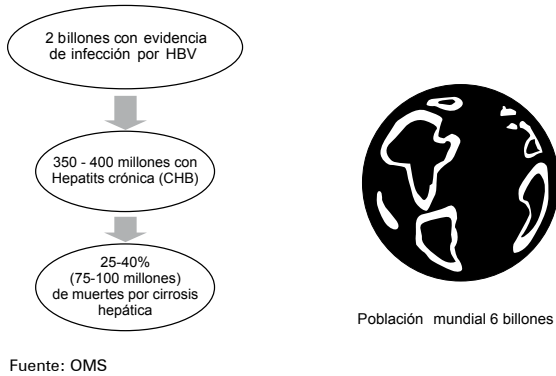 2 billones con evidencia
de infección por HBV
350 - 400 millones con
Hepatits crónica (CHB)
25-40%
(75-100 millones)
de muertes por cirrosis
hepática
Población mundial 6 billones
Fuente: OMS